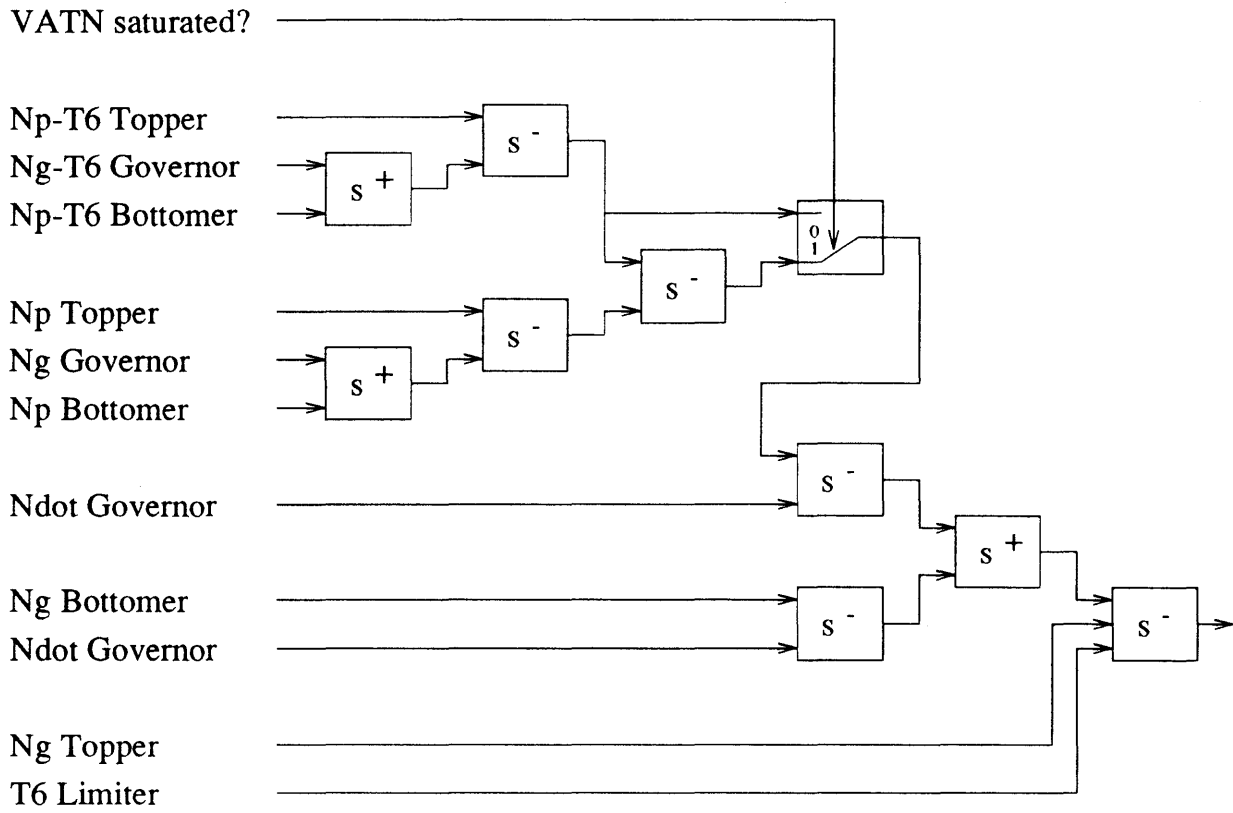 VATN saturated?
Np-T6 Topper
Ng-T6 Governor
Np-T6 Bottomer
s -
s +
0
1
s -
Np Topper
Ng Governor
Np Bottomer
s -
s +
Ndot Governor
s -
s +
Ng Bottomer
Ndot Governor
s -
s -
Ng Topper
T6 Limiter